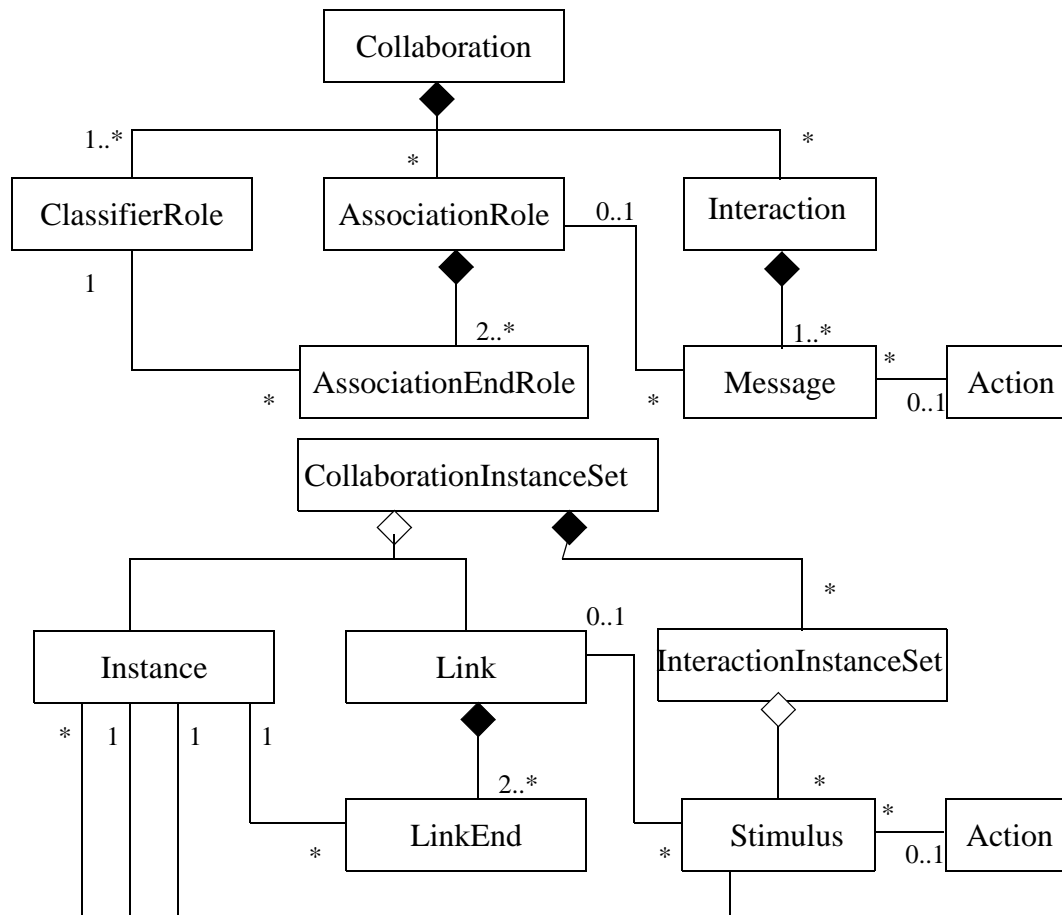 Collaboration
1..*
*
*
ClassifierRole
AssociationRole
0..1
Interaction
1
2..*
1..*
*
AssociationEndRole
*
*
Message
0..1
Action
CollaborationInstanceSet
*
0..1
Instance
Link
InteractionInstanceSet
*
1
1
1
2..*
*
*
*
LinkEnd
*
Stimulus
0..1
Action